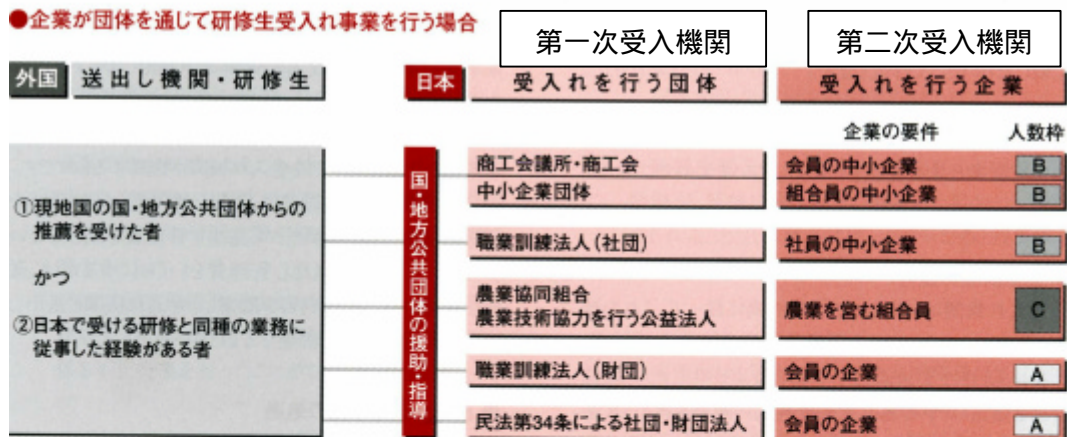 ●企業が団体を通じて研修生受入れ事業を行う場合
第一次受入機関
第二次受入機関
外国
送出し機関・研修生
日本
受入れを行う団体
受入れを行う企業
企業の要件
人数枠
①現地国の国・地方公共団体からの
推薦を受けた者
かつ
②日本で受ける研修と同種の業務に
従事した経験がある者
国・地方公共団体の援助・指導
商工会議所・商工会
会員の中小企業
B
中小企業団体
組合員の中小企業
B
職業訓練法人(社団)
社員の中小企業
B
農業協同組合
農業技術協力を行う公益法人
農業を営む組合員
C
職業訓練法人(財団)
会員の企業
A
民法第34条による社団・財団法人
会員の企業
A